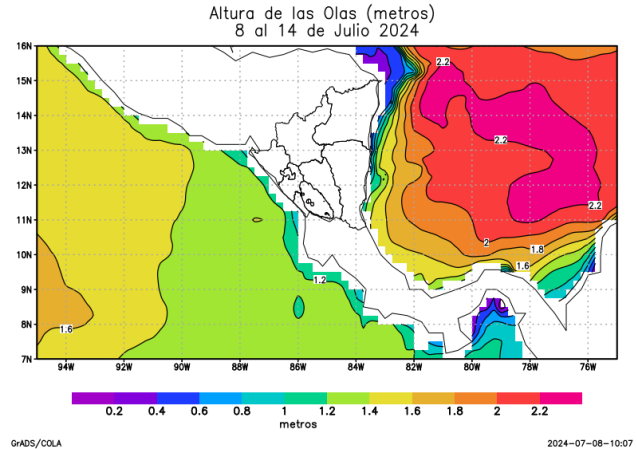 Altura de las Olas (metros)
8 al 14 de Julio 2024
16N
15N
14N
13N
12N
11N
10N
9N
8N
7N
2.2
2.2
2.2
2
1.8
1.6
1.2
1.6
94W 92W 90W 88W 86W 84W 82W 80W 78W 76W
0.2 0.4 0.6 0.8 1 1.2 1.4 1.6 1.8 2 2.2
metros
GrADS/COLA 2024-07-08-10:07